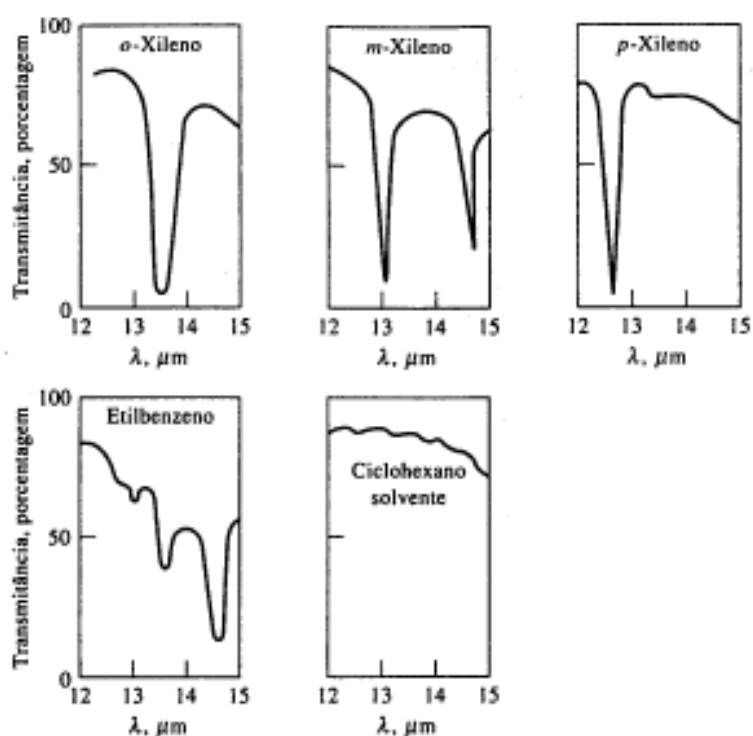 100
o-Xileno
m-Xileno
p-Xileno
Transmitância, porcentagem
50
0
12 13 14 15
12 13 14 15
12 13 14 15
λ, μm
λ, μm
λ, μm
100
Etilbenzeno
Ciclohexano
solvente
Transmitância, porcentagem
50
0
12 13 14 15
12 13 14 15
λ, μm
λ, μm